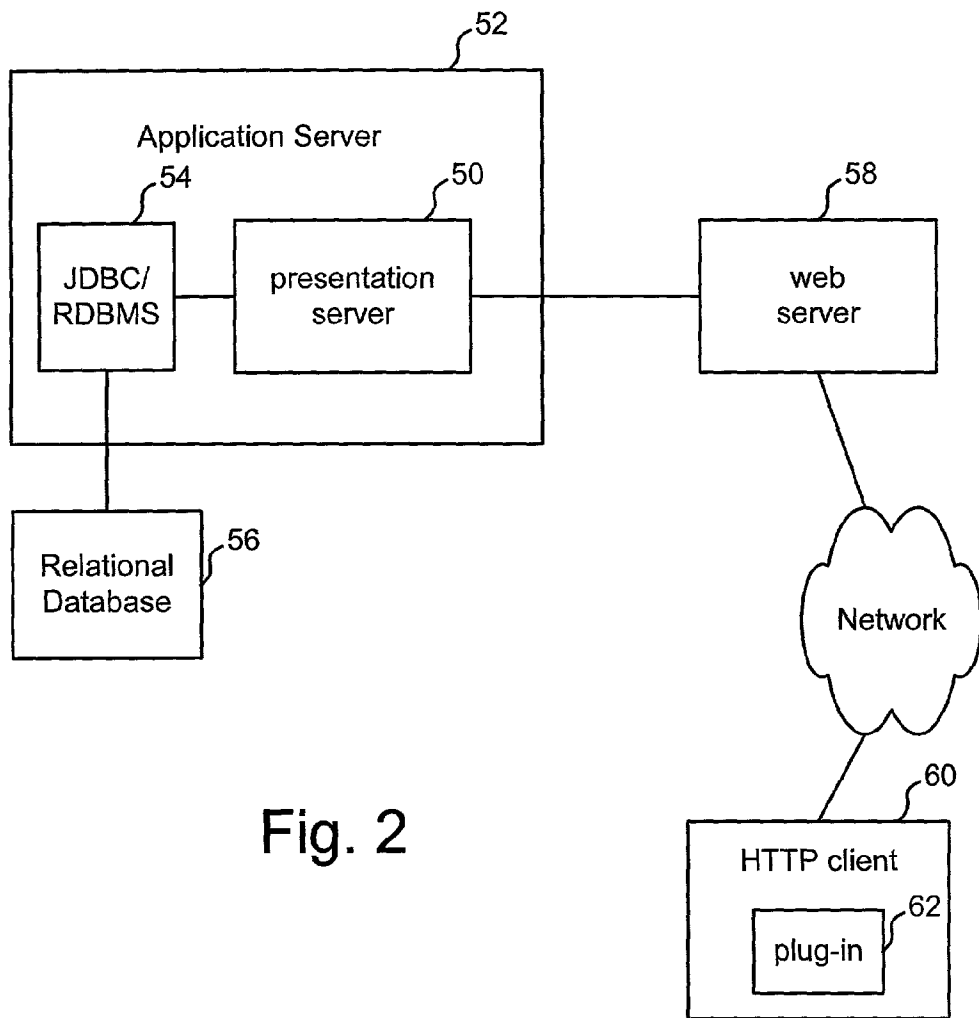 52
Application Server
54
50
58
JDBC/
RDBMS
presentation
server
web
server
56
Relational
Database
Network
60
Fig. 2
HTTP client
62
plug-in